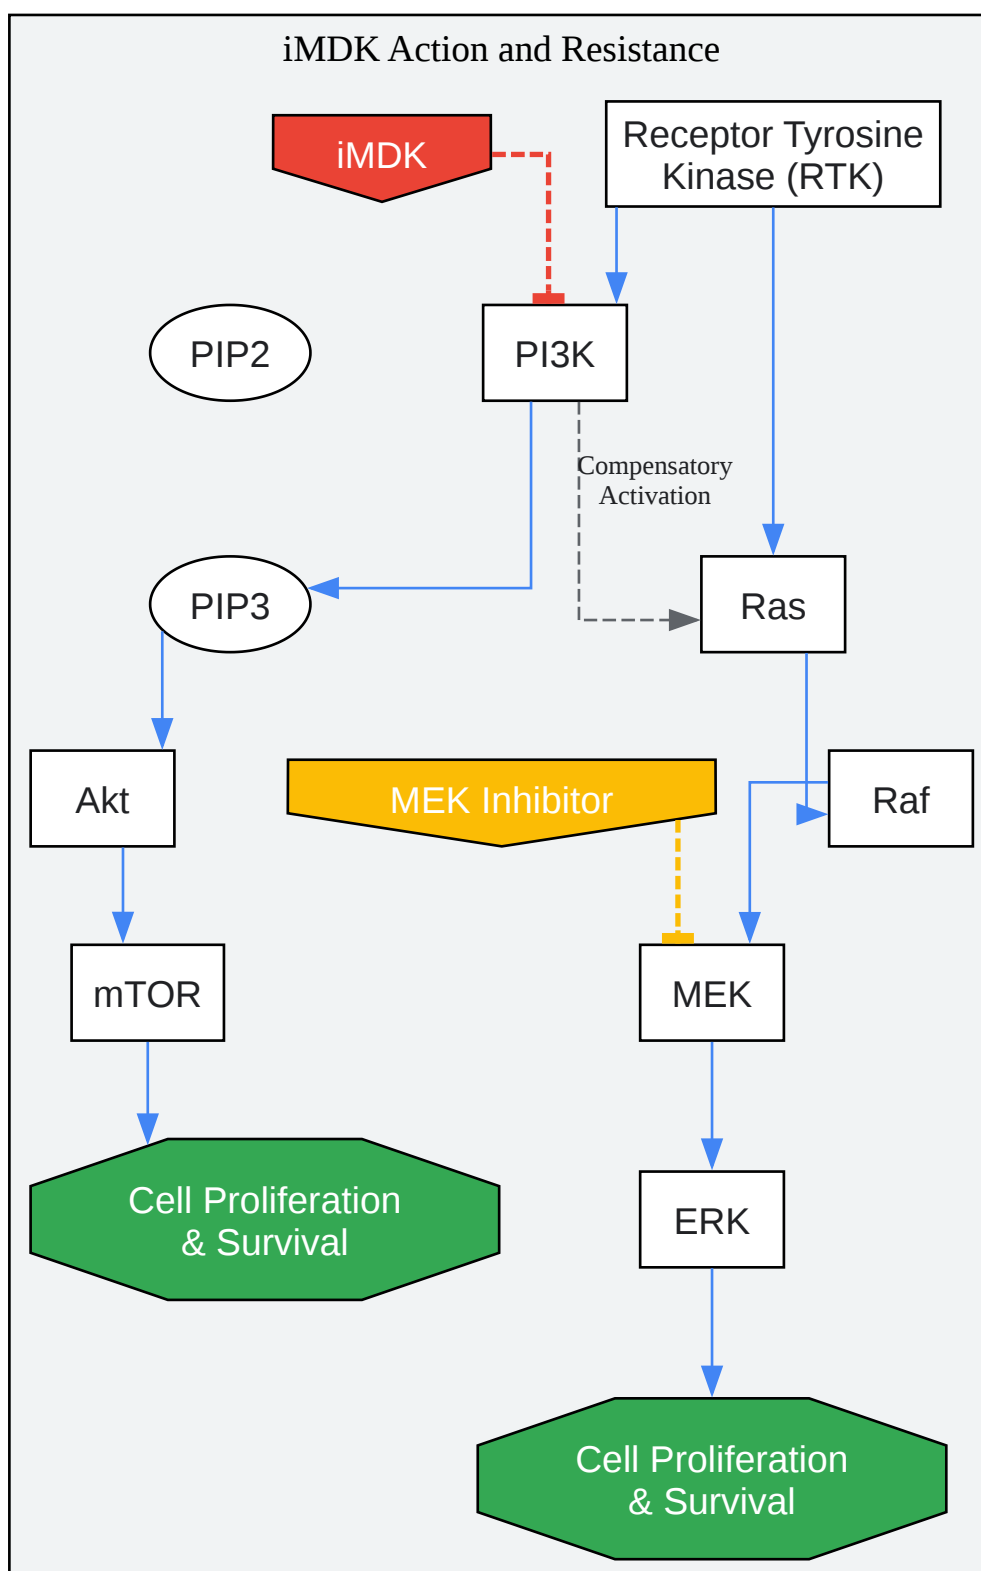 iMDK Action and Resistance
iMDK
Receptor Tyrosine
Kinase (RTK)
PIP2
PI3K
Compensatory
Activation
PIP3
Ras
Akt
MEK Inhibitor
Raf
mTOR
MEK
Cell Proliferation
& Survival
ERK
Cell Proliferation
& Survival